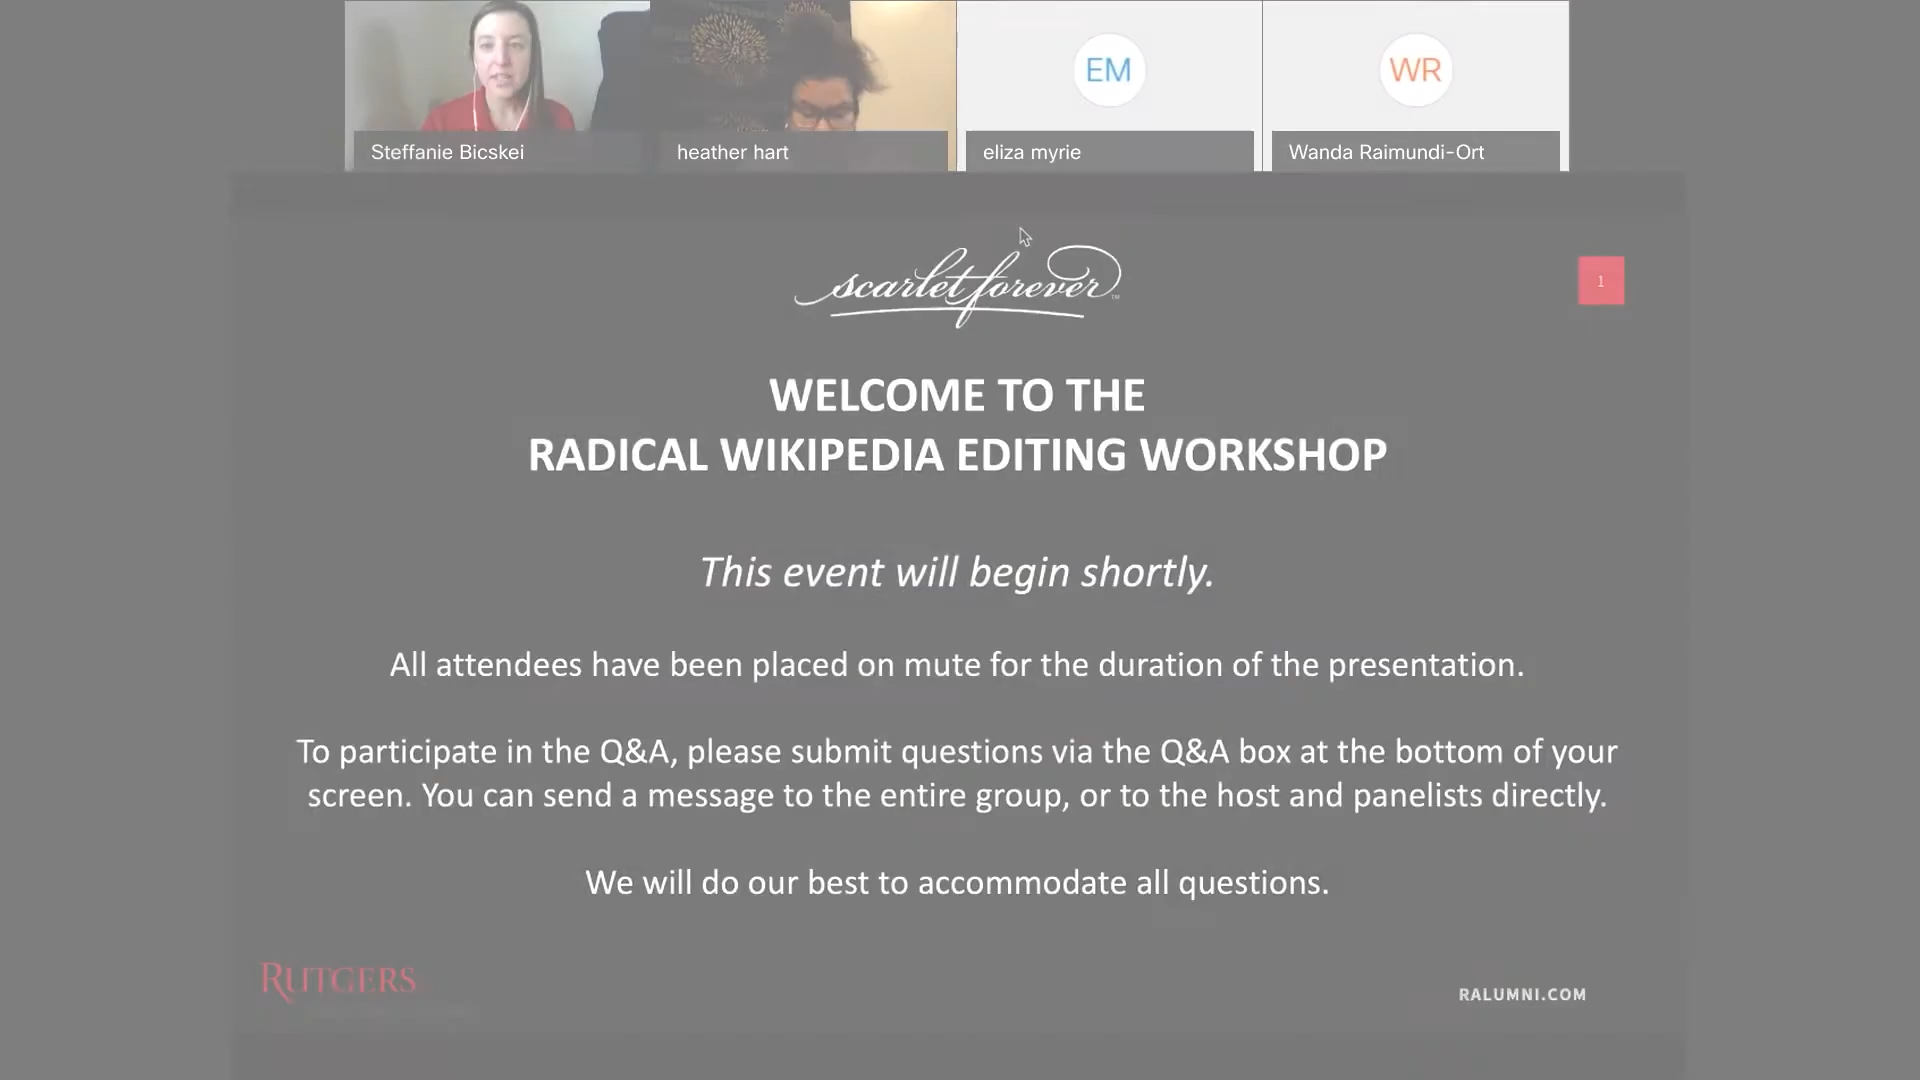 EM
WR
Steffanie Bicskei
heather hart
eliza myrie
Wanda Raimundi-Ort
scarlet forever™
1
WELCOME TO THE
RADICAL WIKIPEDIA EDITING WORKSHOP
This event will begin shortly.
All attendees have been placed on mute for the duration of the presentation.
To participate in the Q&A, please submit questions via the Q&A box at the bottom of your
screen. You can send a message to the entire group, or to the host and panelists directly.
We will do our best to accommodate all questions.
RUTGERS
RALUMNI.COM